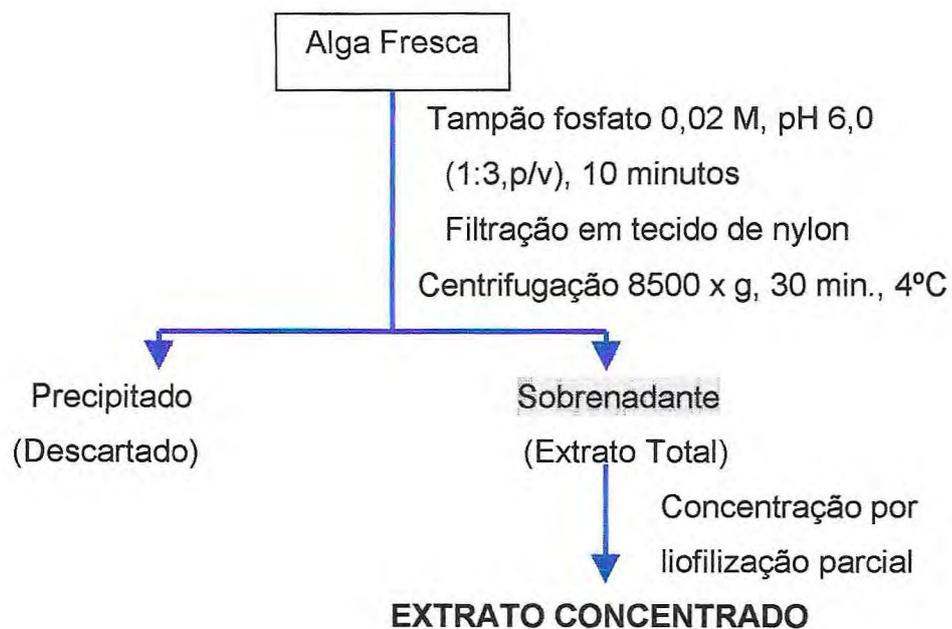 Alga Fresca
Tampão fosfato 0,02 M, pH 6,0
(1:3,p/v), 10 minutos
Filtração em tecido de nylon
Centrifugação 8500 x g, 30 min., 4ºC
Precipitado
(Descartado)
Sobrenadante
(Extrato Total)
Concentração por
liofilização parcial
EXTRATO CONCENTRADO